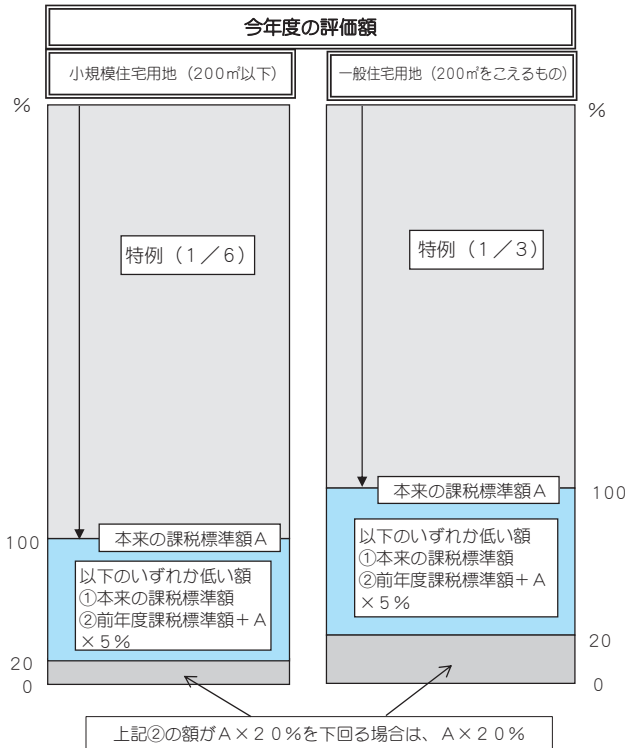 今年度の評価額
小規模住宅用地（200㎡以下）
一般住宅用地（200㎡をこえるもの）
%
%
特例（1／6）
特例（1／3）
本来の課税標準額A
100
以下のいずれか低い額
①本来の課税標準額
②前年度課税標準額＋A
×5%
100
本来の課税標準額A
以下のいずれか低い額
①本来の課税標準額
②前年度課税標準額＋A
×5%
20
0
20
0
上記②の額がA×20%を下回る場合は、A×20%